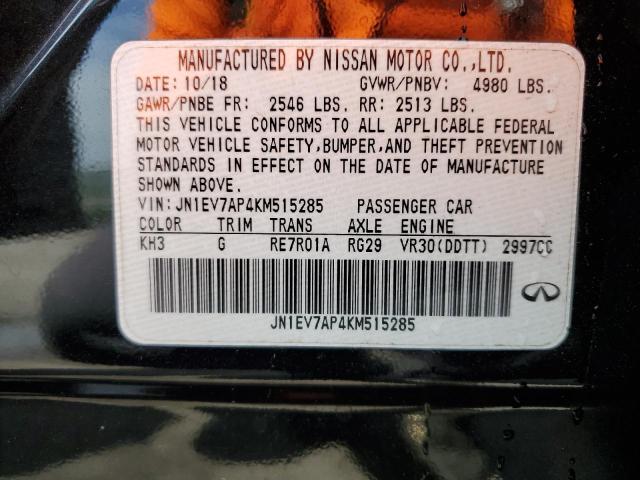 MANUFACTURED BY NISSAN MOTOR CO.,LTD.
DATE: 10/18 GVWR/PNBV: 4980 LBS.
GAWR/PNBE FR: 2546 LBS. RR: 2513 LBS.
THIS VEHICLE CONFORMS TO ALL APPLICABLE FEDERAL
MOTOR VEHICLE SAFETY,BUMPER,AND THEFT PREVENTION
STANDARDS IN EFFECT ON THE DATE OF MANUFACTURE
SHOWN ABOVE.
VIN:JN1EV7AP4KM515285 PASSENGER CAR
COLOR TRIM TRANS AXLE ENGINE
KH3 G RE7R01A RG29 VR30(DDTT) 2997CC
JN1EV7AP4KM515285